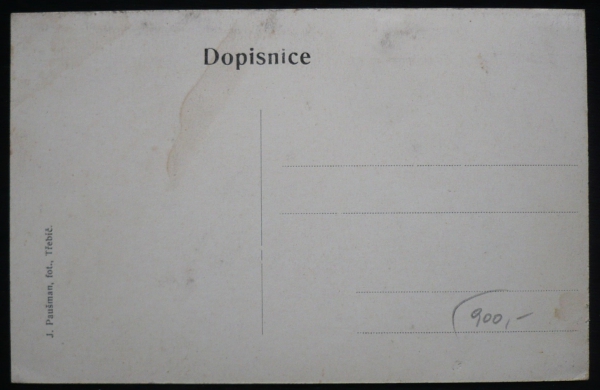 Dopisnice
J. Paušman, fot., Třebíč.
900,-